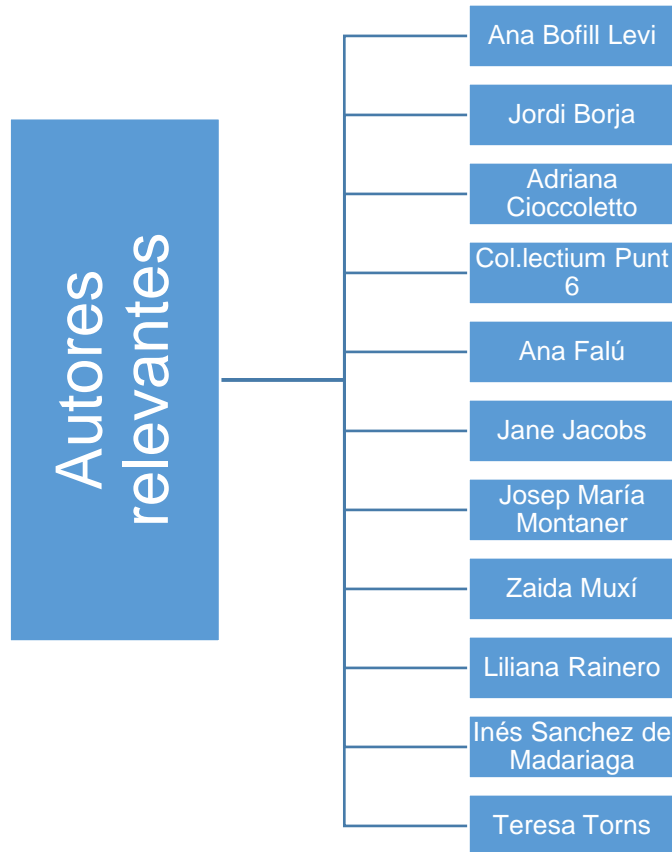 Autores
relevantes
Ana Bofill Levi
Jordi Borja
Adriana
Cioccoletto
Col.lectium Punt
6
Ana Falú
Jane Jacobs
Josep María
Montaner
Zaida Muxí
Liliana Rainero
Inés Sanchez de
Madariaga
Teresa Torns